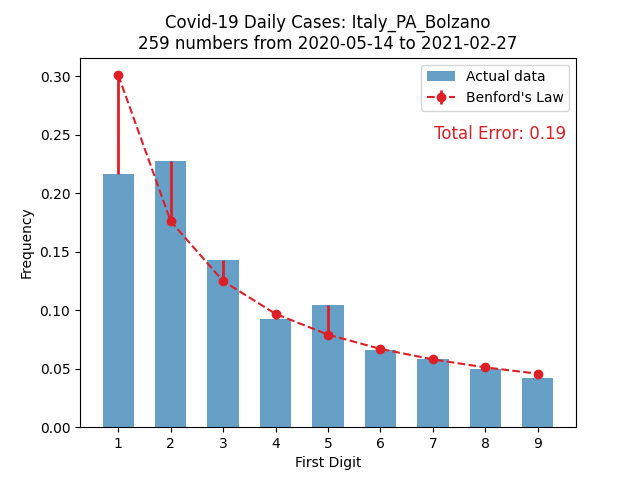 Covid-19 Daily Cases: Italy_PA_Bolzano
259 numbers from 2020-05-14 to 2021-02-27
Actual data
Benford's Law
Total Error: 0.19
Frequency
0.30
0.25
0.20
0.15
0.10
0.05
0.00
1 2 3 4 5 6 7 8 9
First Digit